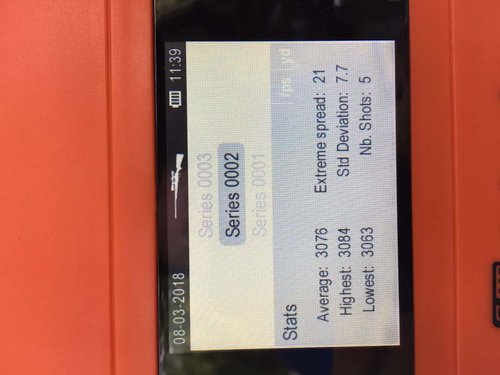 08-03-2018 11:39
Series 0003
Series 0002
Series 0001
Stats fps yd
Average: 3076 Extreme spread: 21
Highest: 3084 Std Deviation: 7.7
Lowest: 3063 Nb. Shots: 5